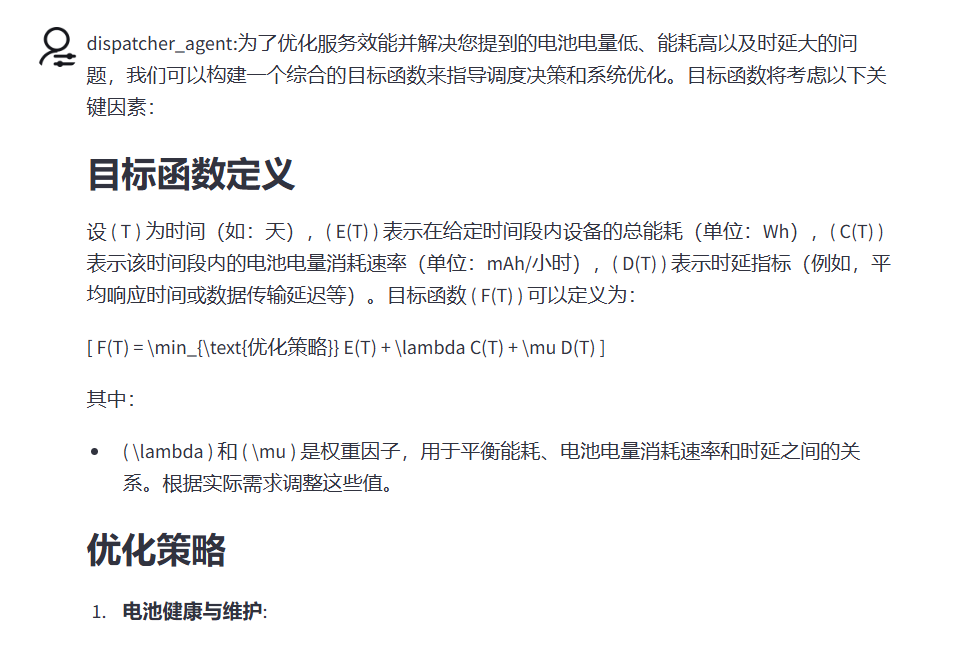 dispatcher_agent:为了优化服务效能并解决您提到的电池电量低、能耗高以及时延大的问
题，我们可以构建一个综合的目标函数来指导调度决策和系统优化。目标函数将考虑以下关
键因素：
目标函数定义
设 ( T ) 为时间（如：天），( E(T) ) 表示在给定时间段内设备的总能耗（单位：Wh），( C(T) )
表示该时间段内的电池电量消耗速率（单位：mAh/小时），( D(T) ) 表示时延指标（例如，平
均响应时间或数据传输延迟等）。目标函数 ( F(T) ) 可以定义为：
[ F(T) = \min_{\text{优化策略}} E(T) + \lambda C(T) + \mu D(T) ]
其中：
• ( \lambda ) 和 ( \mu ) 是权重因子，用于平衡能耗、电池电量消耗速率和时延之间的关
系。根据实际需求调整这些值。
优化策略
1. 电池健康与维护: